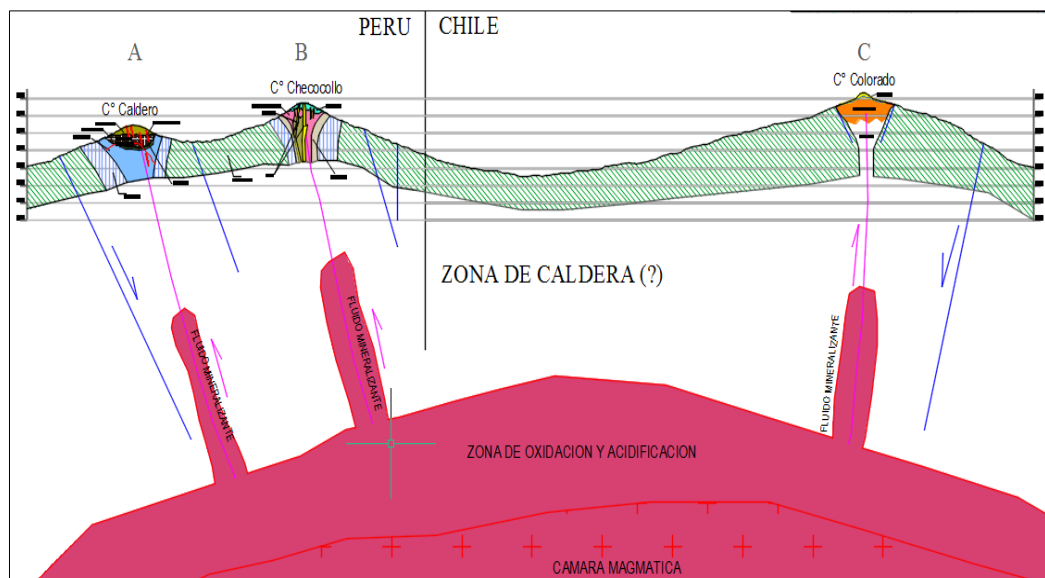 PERU CHILE
A B C
C° Checocollo
C° Colorado
C° Caldero
ZONA DE CALDERA (?)
FLUIDO MINERALIZANTE
FLUIDO MINERALIZANTE
FLUIDO MINERALIZANTE
ZONA DE OXIDACION Y ACIDIFICACION
CAMARA MAGMATICA